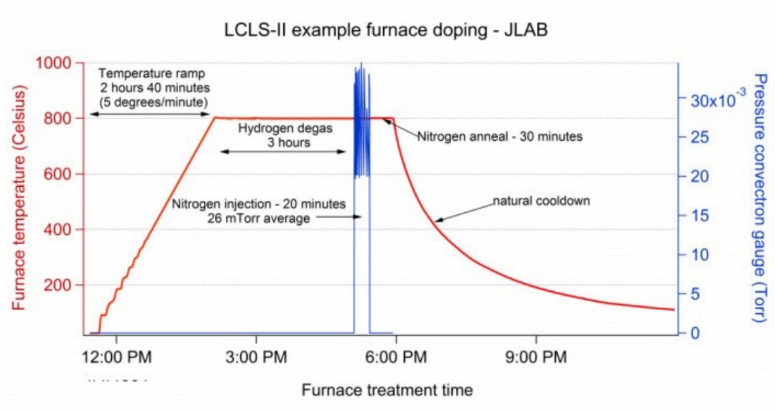 LCLS-II example furnace doping - JLAB
1000
800
600
400
200
Furnace temperature (Celsius)
Temperature ramp
2 hours 40 minutes
(5 degrees/minute)
Hydrogen degas
3 hours
Nitrogen injection - 20 minutes
26 mTorr average
Nitrogen anneal - 30 minutes
natural cooldown
30x10⁻³
25
20
15
10
5
0
Pressure convectron gauge (Torr)
12:00 PM
3:00 PM
6:00 PM
9:00 PM
Furnace treatment time